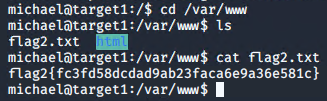 michael@target1:/$ cd /var/www
michael@target1:/var/www$ ls
flag2.txt html
michael@target1:/var/www$ cat flag2.txt
flag2{fc3fd58dcdad9ab23faca6e9a36e581c}
michael@target1:/var/www$